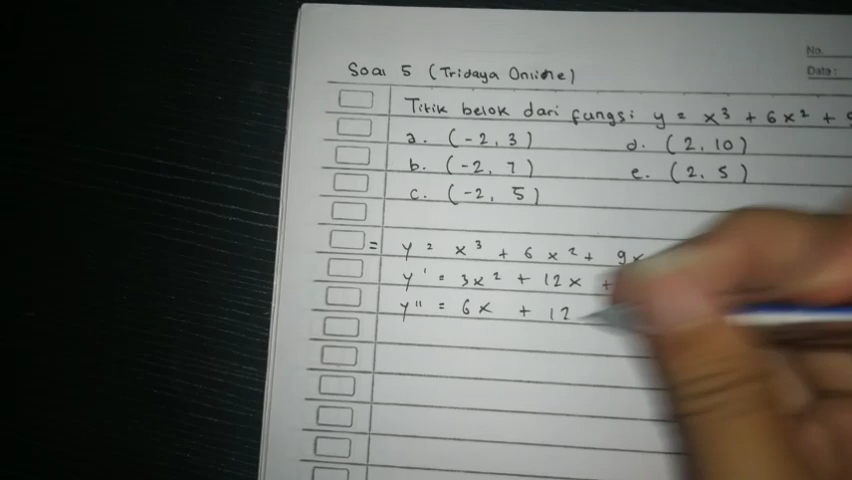 No.
Date:
Soal 5 (Tridaya Online)
Titik belok dari fungsi y = x³ + 6x² + 9
a. (-2, 3) d. (2, 10)
b. (-2, 7) e. (2, 5)
c. (-2, 5)
= y = x³ + 6x² + 9x
y' = 3x² + 12x +
y" = 6x + 12